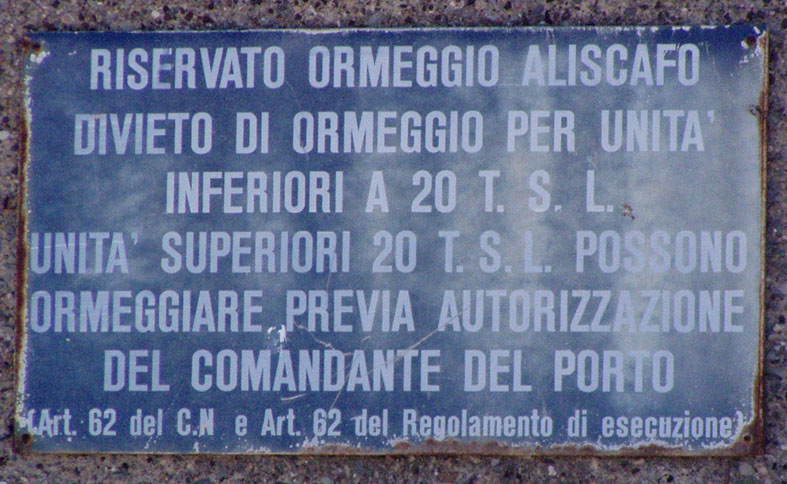 RISERVATO ORMEGGIO ALISCAFO
DIVIETO DI ORMEGGIO PER UNITA'
INFERIORI A 20 T. S. L.
UNITA' SUPERIORI 20 T. S. L. POSSONO
ORMEGGIARE PREVIA AUTORIZZAZIONE
DEL COMANDANTE DEL PORTO
(Art. 62 del C.N e Art. 62 del Regolamento di esecuzione)